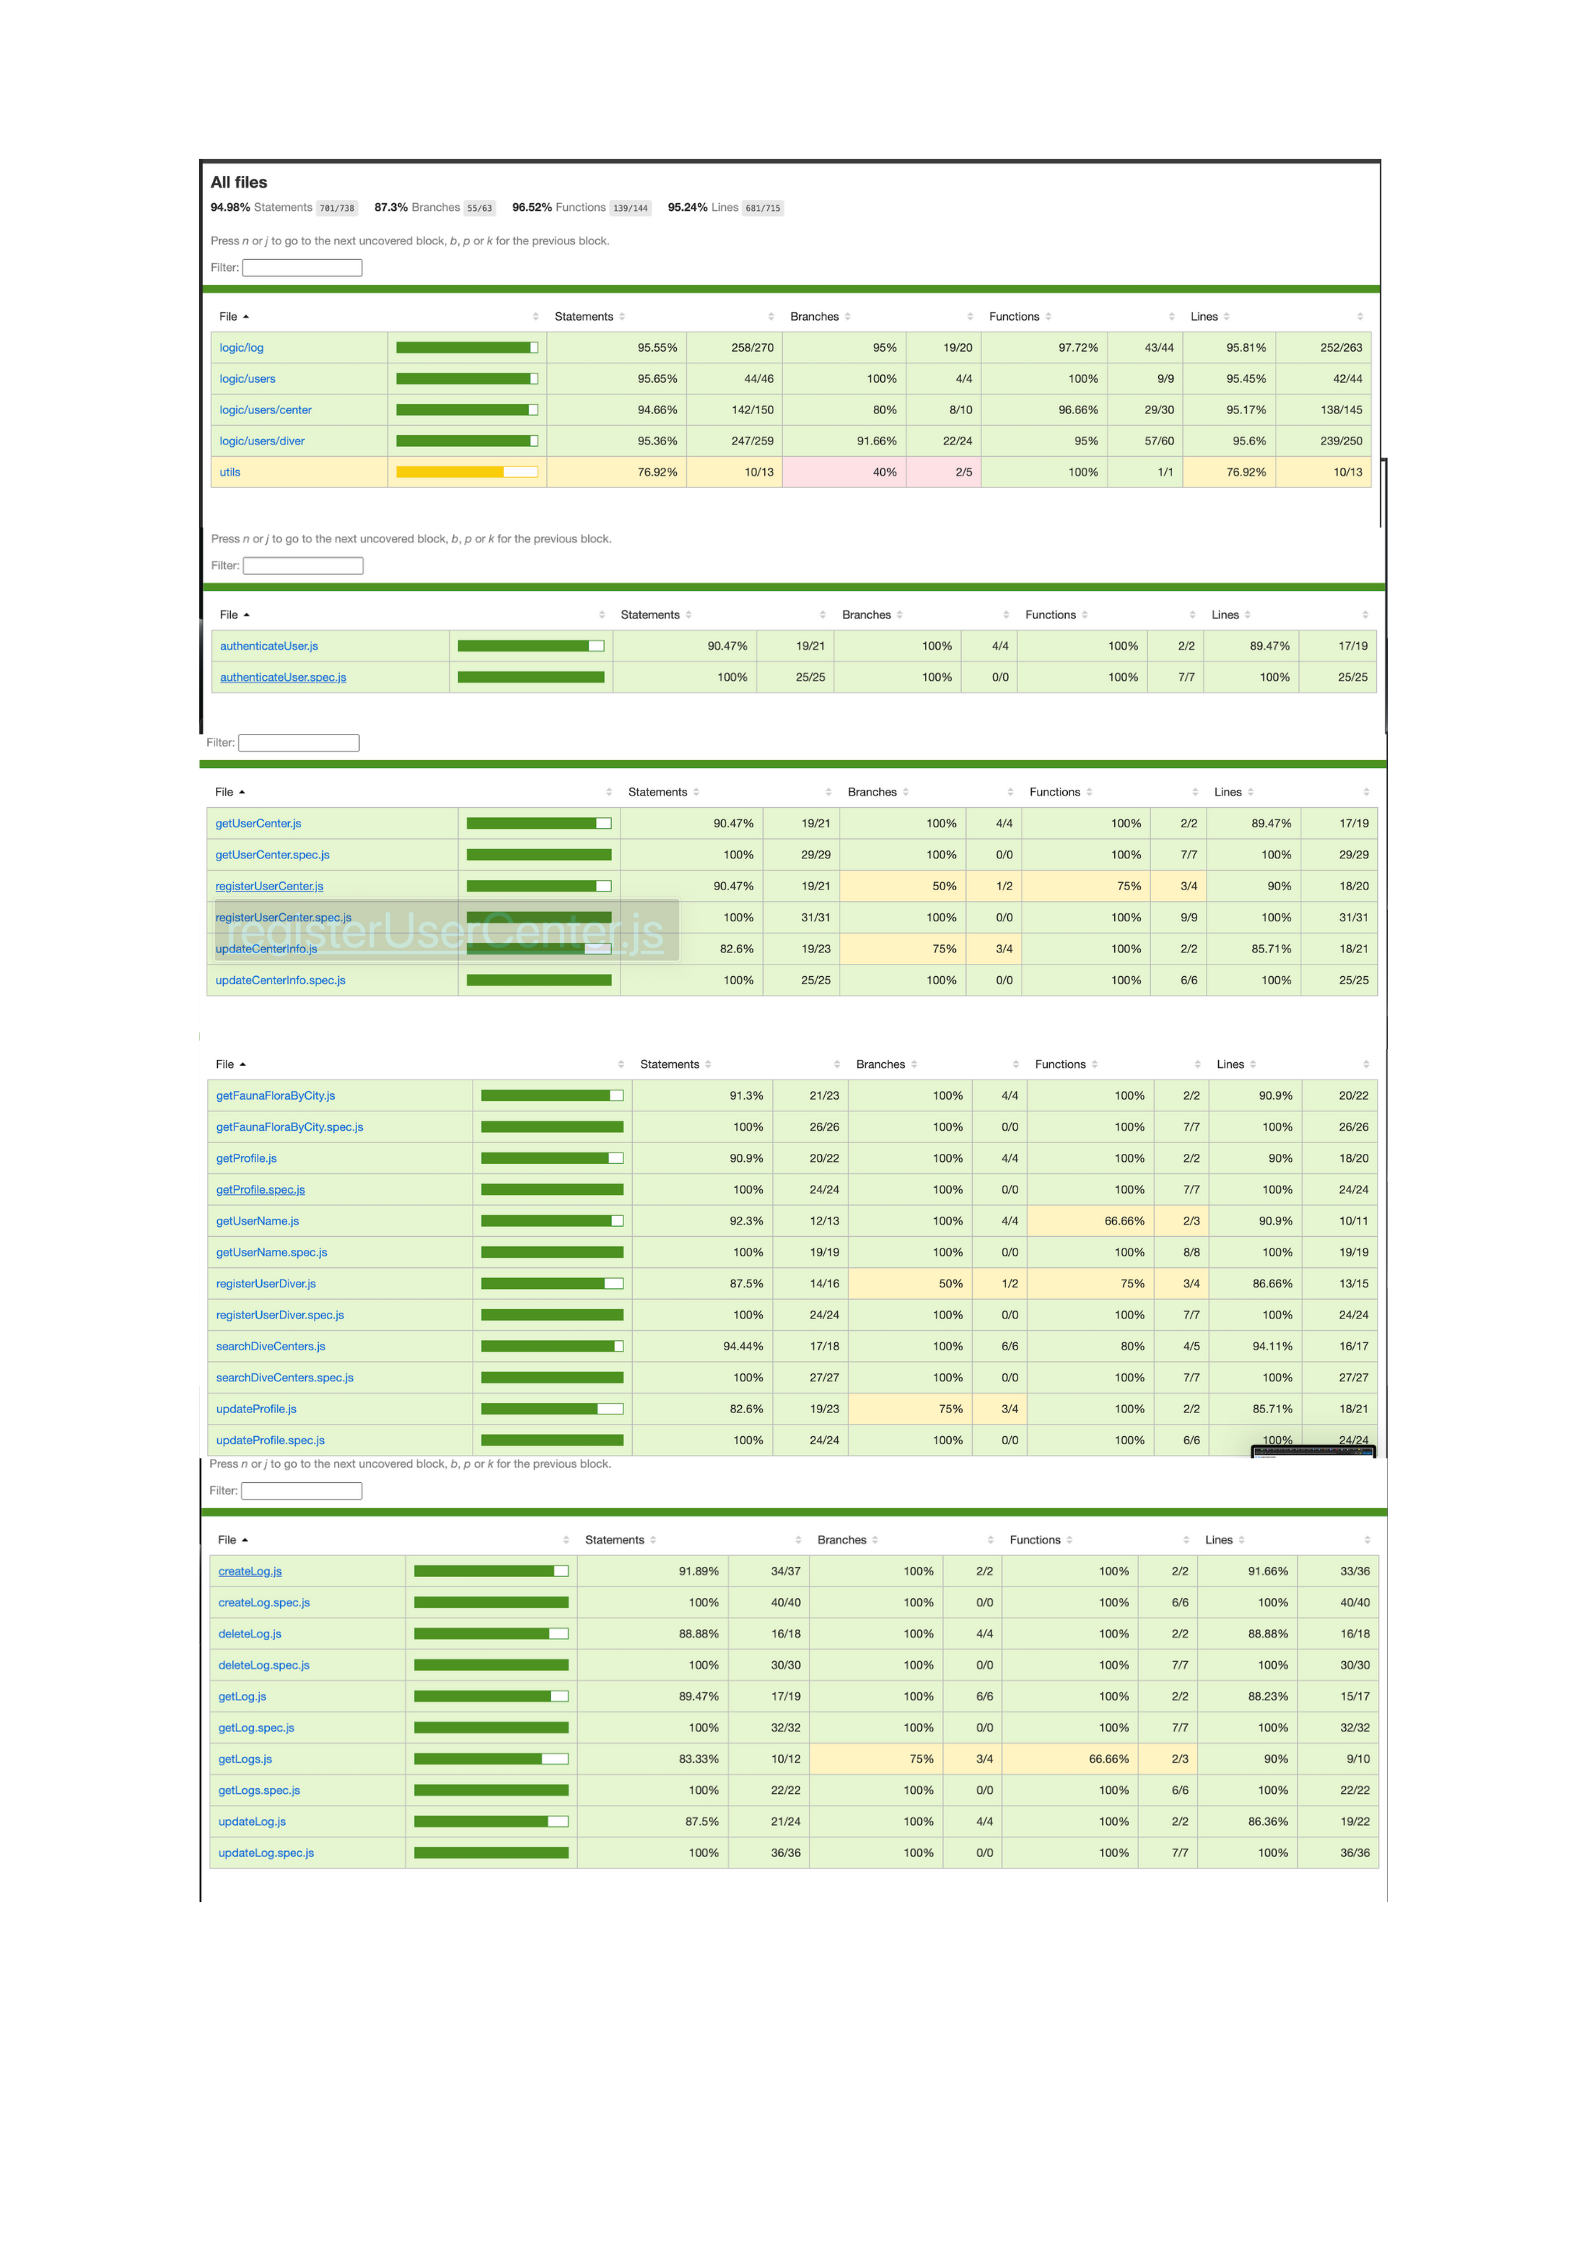 All files
94.98% Statements 701/738 87.3% Branches 55/63 96.52% Functions 139/144 95.24% Lines 681/715
Press n or j to go to the next uncovered block, b, p or k for the previous block.
Filter:
File Statements Branches Functions Lines
logic/log 95.55% 258/270 95% 19/20 97.72% 43/44 95.81% 252/263
logic/users 95.65% 44/46 100% 4/4 100% 9/9 95.45% 42/44
logic/users/center 94.66% 142/150 80% 8/10 96.66% 29/30 95.17% 138/145
logic/users/diver 95.36% 247/259 91.66% 22/24 95% 57/60 95.6% 239/250
utils 76.92% 10/13 40% 2/5 100% 1/1 76.92% 10/13
Press n or j to go to the next uncovered block, b, p or k for the previous block.
Filter:
File Statements Branches Functions Lines
authenticateUser.js 90.47% 19/21 100% 4/4 100% 2/2 89.47% 17/19
authenticateUser.spec.js 100% 25/25 100% 0/0 100% 7/7 100% 25/25
Filter:
File Statements Branches Functions Lines
getUserCenter.js 90.47% 19/21 100% 4/4 100% 2/2 89.47% 17/19
getUserCenter.spec.js 100% 29/29 100% 0/0 100% 7/7 100% 29/29
registerUserCenter.js 90.47% 19/21 50% 1/2 75% 3/4 90% 18/20
registerUserCenter.spec.js 100% 31/31 100% 0/0 100% 9/9 100% 31/31
registerUserCenter.js
updateCenterInfo.js 82.6% 19/23 75% 3/4 100% 2/2 85.71% 18/21
updateCenterInfo.spec.js 100% 25/25 100% 0/0 100% 6/6 100% 25/25
File Statements Branches Functions Lines
getFaunaFloraByCity.js 91.3% 21/23 100% 4/4 100% 2/2 90.9% 20/22
getFaunaFloraByCity.spec.js 100% 26/26 100% 0/0 100% 7/7 100% 26/26
getProfile.js 90.9% 20/22 100% 4/4 100% 2/2 90% 18/20
getProfile.spec.js 100% 24/24 100% 0/0 100% 7/7 100% 24/24
getUserName.js 92.3% 12/13 100% 4/4 66.66% 2/3 90.9% 10/11
getUserName.spec.js 100% 19/19 100% 0/0 100% 8/8 100% 19/19
registerUserDiver.js 87.5% 14/16 50% 1/2 75% 3/4 86.66% 13/15
registerUserDiver.spec.js 100% 24/24 100% 0/0 100% 7/7 100% 24/24
searchDiveCenters.js 94.44% 17/18 100% 6/6 80% 4/5 94.11% 16/17
searchDiveCenters.spec.js 100% 27/27 100% 0/0 100% 7/7 100% 27/27
updateProfile.js 82.6% 19/23 75% 3/4 100% 2/2 85.71% 18/21
updateProfile.spec.js 100% 24/24 100% 0/0 100% 6/6 100% 24/24
Press n or j to go to the next uncovered block, b, p or k for the previous block.
Filter:
File Statements Branches Functions Lines
createLog.js 91.89% 34/37 100% 2/2 100% 2/2 91.66% 33/36
createLog.spec.js 100% 40/40 100% 0/0 100% 6/6 100% 40/40
deleteLog.js 88.88% 16/18 100% 4/4 100% 2/2 88.88% 16/18
deleteLog.spec.js 100% 30/30 100% 0/0 100% 7/7 100% 30/30
getLog.js 89.47% 17/19 100% 6/6 100% 2/2 88.23% 15/17
getLog.spec.js 100% 32/32 100% 0/0 100% 7/7 100% 32/32
getLogs.js 83.33% 10/12 75% 3/4 66.66% 2/3 90% 9/10
getLogs.spec.js 100% 22/22 100% 0/0 100% 6/6 100% 22/22
updateLog.js 87.5% 21/24 100% 4/4 100% 2/2 86.36% 19/22
updateLog.spec.js 100% 36/36 100% 0/0 100% 7/7 100% 36/36